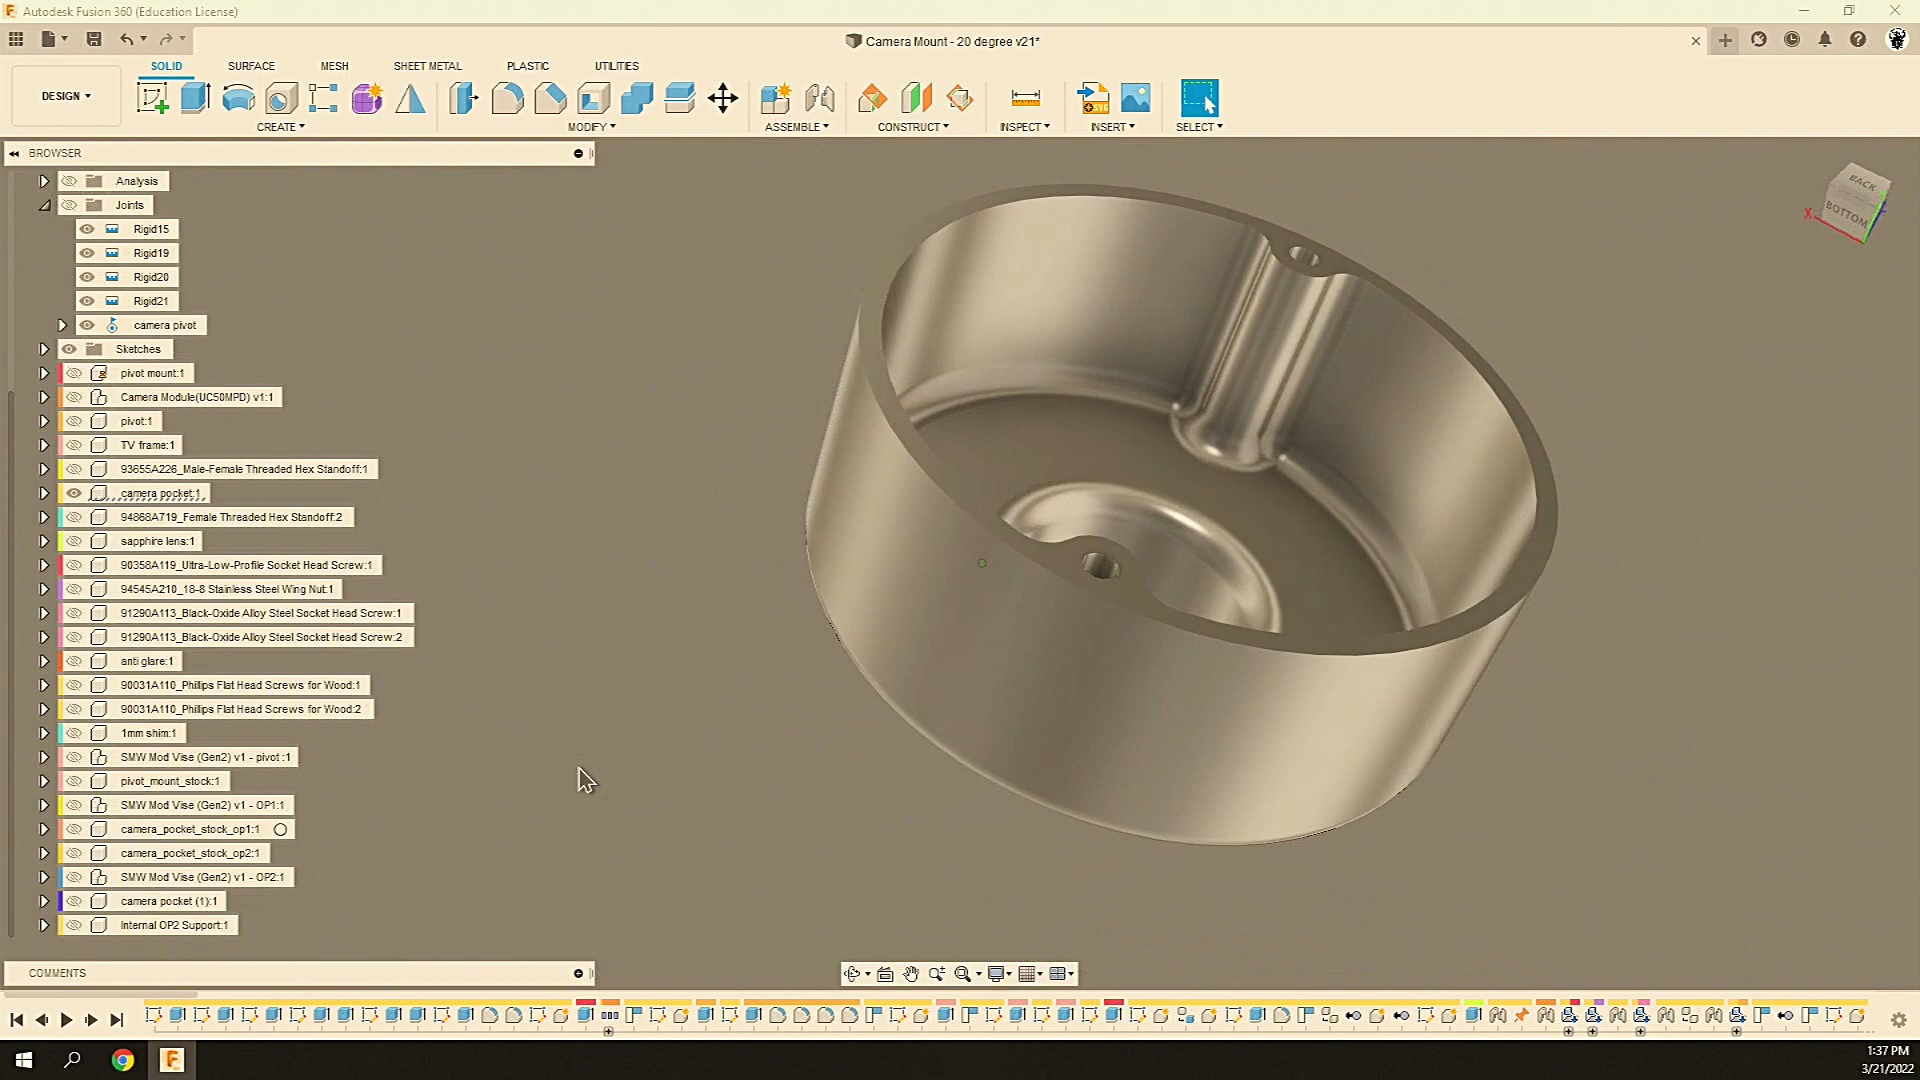 Autodesk Fusion 360 (Education License)
Camera Mount - 20 degree v21*
SOLID
SURFACE
MESH
SHEET METAL
PLASTIC
UTILITIES
DESIGN
CREATE
MODIFY
ASSEMBLE
CONSTRUCT
INSPECT
INSERT
SELECT
BROWSER
Analysis
Joints
Rigid15
Rigid19
Rigid20
Rigid21
camera pivot
Sketches
pivot mount:1
Camera Module(UC50MPD) v1:1
pivot:1
TV frame:1
93655A226_Male-Female Threaded Hex Standoff:1
camera pocket:1
94868A719_Female Threaded Hex Standoff:2
sapphire lens:1
90358A119_Ultra-Low-Profile Socket Head Screw:1
94545A210_18-8 Stainless Steel Wing Nut:1
91290A113_Black-Oxide Alloy Steel Socket Head Screw:1
91290A113_Black-Oxide Alloy Steel Socket Head Screw:2
anti glare:1
90031A110_Phillips Flat Head Screws for Wood:1
90031A110_Phillips Flat Head Screws for Wood:2
1mm shim:1
SMW Mod Vise (Gen2) v1 - pivot :1
pivot_mount_stock:1
SMW Mod Vise (Gen2) v1 - OP1:1
camera_pocket_stock_op1:1
camera_pocket_stock_op2:1
SMW Mod Vise (Gen2) v1 - OP2:1
camera pocket (1):1
Internal OP2 Support:1
BACK
BOTTOM
X
COMMENTS
1:37 PM
3/21/2022